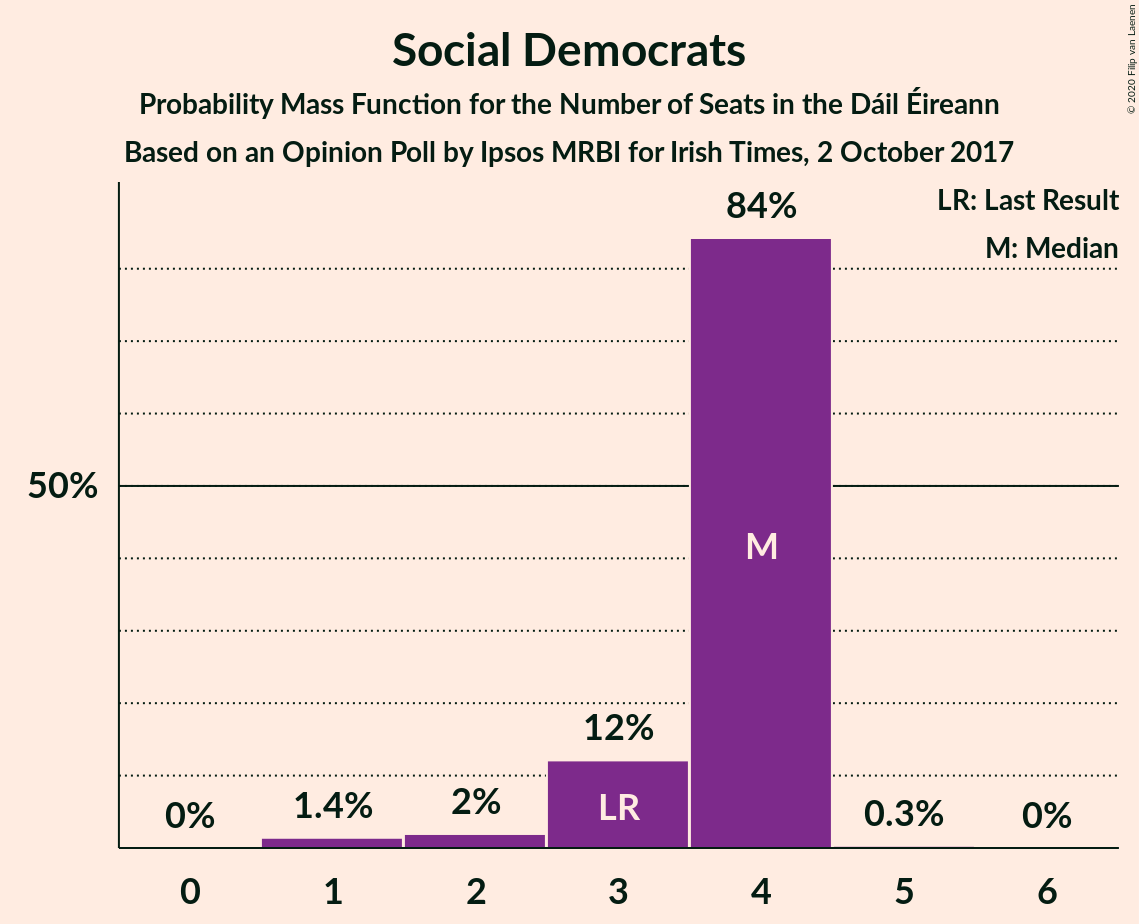 Social Democrats
Probability Mass Function for the Number of Seats in the Dáil Éireann
Based on an Opinion Poll by Ipsos MRBI for Irish Times, 2 October 2017
© 2020 Filip van Laenen
LR: Last Result
M: Median
84%
50%
M
12%
LR
0%
1.4%
2%
0.3%
0%
0
1
2
3
4
5
6